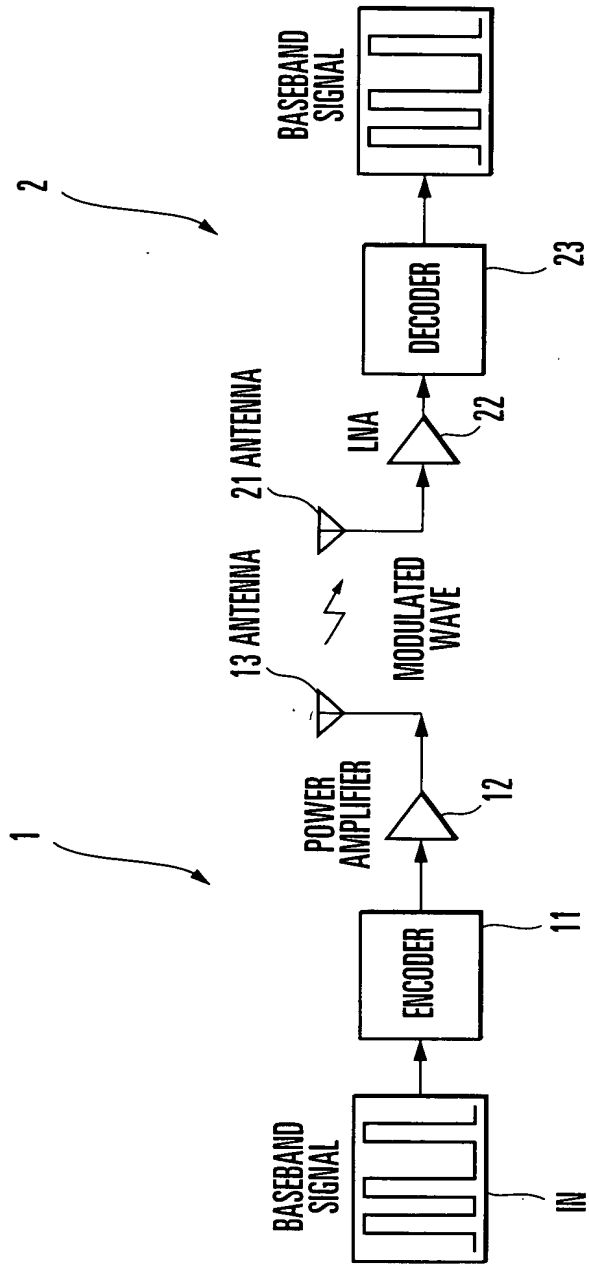 1
2
BASEBAND
SIGNAL
IN
ENCODER
11
POWER
AMPLIFIER
12
13 ANTENNA
MODULATED
WAVE
21 ANTENNA
LNA
22
DECODER
23
BASEBAND
SIGNAL